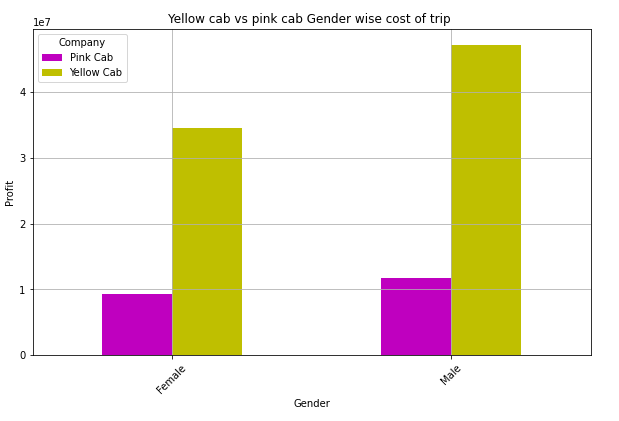 Yellow cab vs pink cab Gender wise cost of trip
1e7
Company
Pink Cab
Yellow Cab
4
3
2
1
0
Profit
Female
Male
Gender